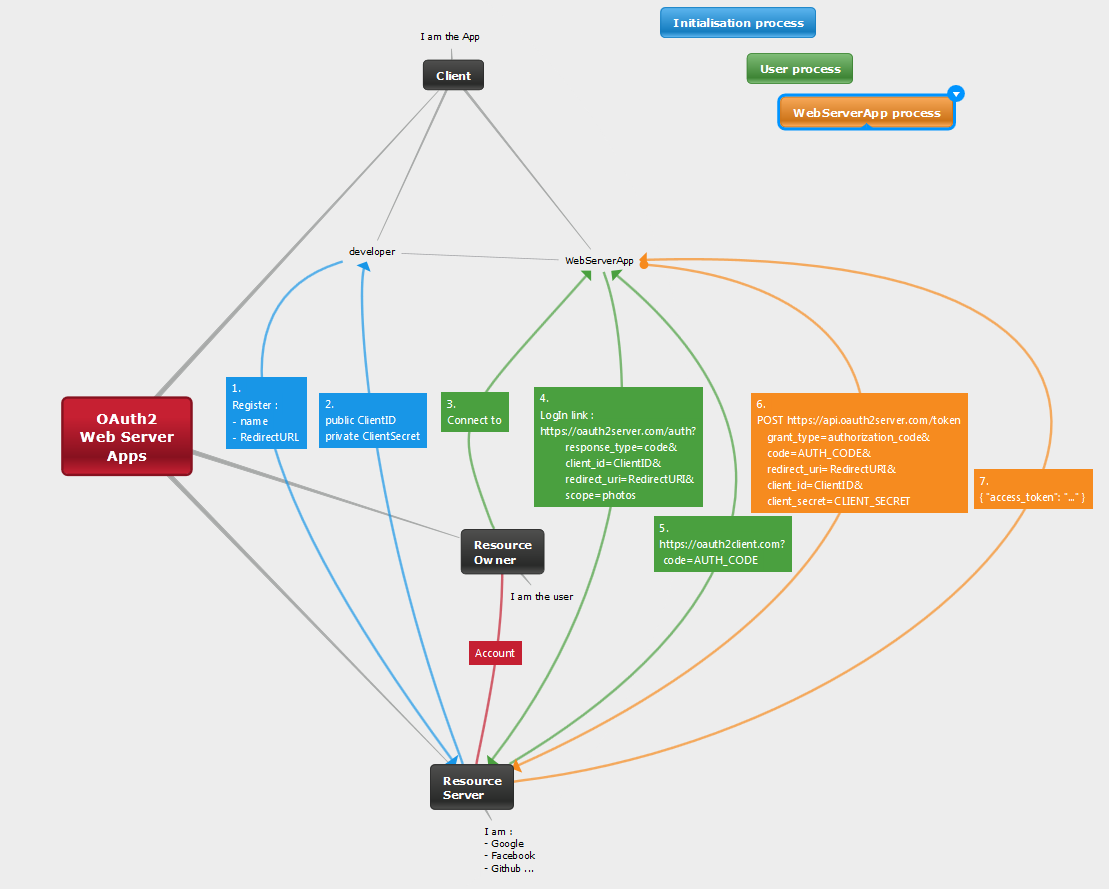 Initialisation process
I am the App
User process
Client
WebServerApp process
developer
WebServerApp
1.
Register :
- name
- RedirectURL
2.
public ClientID
private ClientSecret
3.
Connect to
4.
LogIn link :
https://oauth2server.com/auth?
response_type=code&
client_id=ClientID&
redirect_uri=RedirectURI&
scope=photos
6.
POST https://api.oauth2server.com/token
grant_type=authorization_code&
code=AUTH_CODE&
redirect_uri=RedirectURI&
client_id=ClientID&
client_secret=CLIENT_SECRET
7.
{ "access_token": "..." }
OAuth2
Web Server
Apps
5.
https://oauth2client.com?
code=AUTH_CODE
Resource
Owner
I am the user
Account
Resource
Server
I am :
- Google
- Facebook
- Github ...